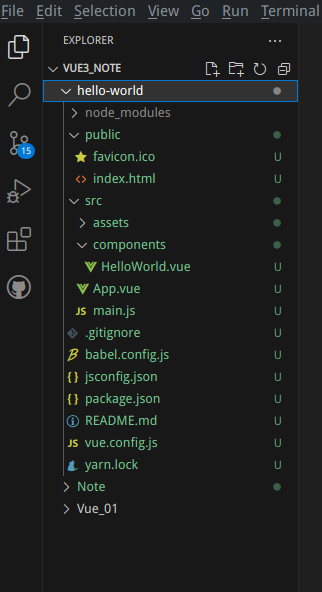 File Edit Selection View Go Run Terminal
EXPLORER
VUE3_NOTE
hello-world
node_modules
public
favicon.ico U
<> index.html U
src
assets
components
HelloWorld.vue U
App.vue U
JS main.js U
.gitignore U
babel.config.js U
{ } jsconfig.json U
{ } package.json U
README.md U
JS vue.config.js U
yarn.lock U
Note
Vue_01
15